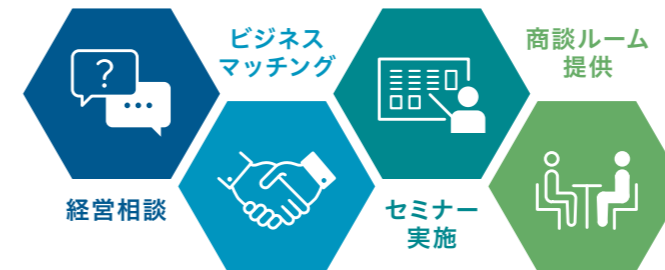 経営相談
ビジネス
マッチング
セミナー
実施
商談ルーム
提供
?